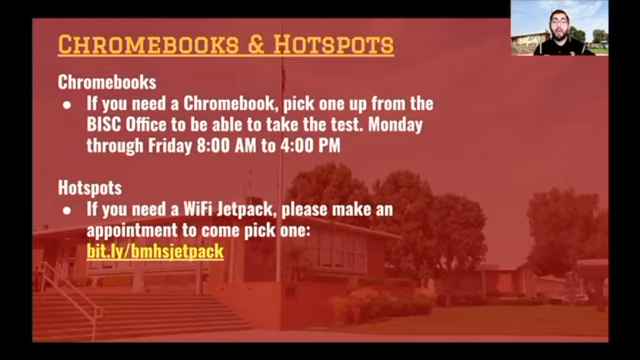 CHROMEBOOKS & HOTSPOTS
Chromebooks
● If you need a Chromebook, pick one up from the
BISC Office to be able to take the test. Monday
through Friday 8:00 AM to 4:00 PM
Hotspots
● If you need a WiFi Jetpack, please make an
appointment to come pick one:
bit.ly/bmhsjetpack